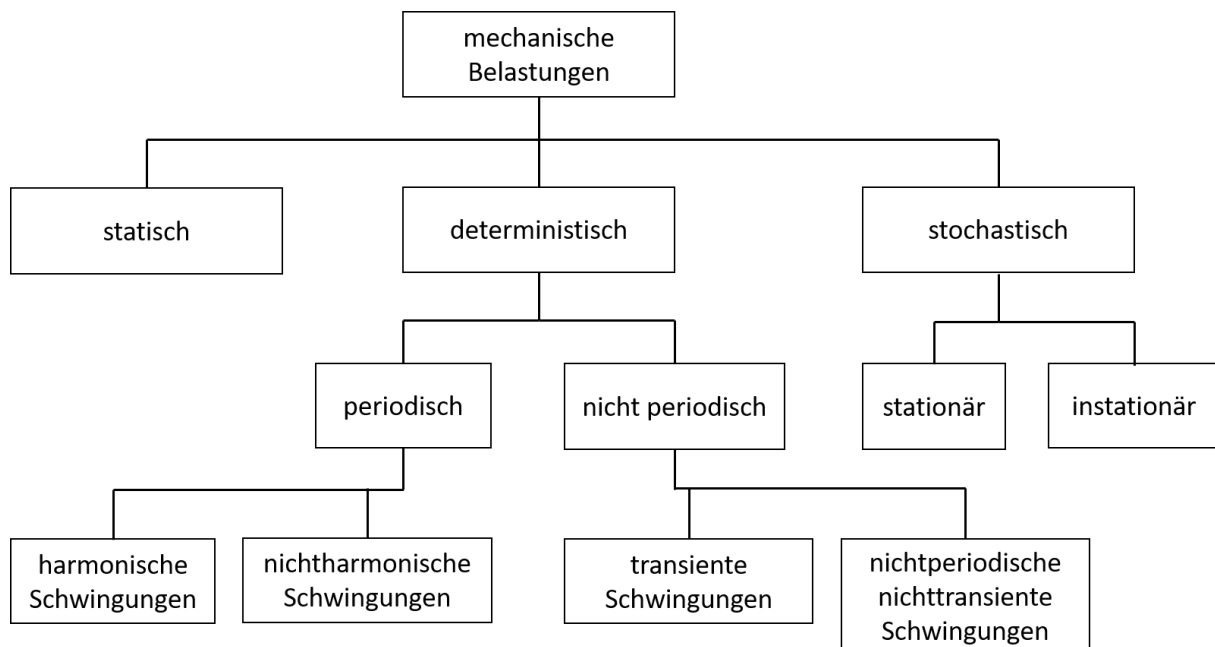 mechanische
Belastungen
statisch
deterministisch
stochastisch
periodisch
nicht periodisch
stationär
instationär
harmonische
Schwingungen
nichtharmonische
Schwingungen
transiente
Schwingungen
nichtperiodische
nichttransiente
Schwingungen